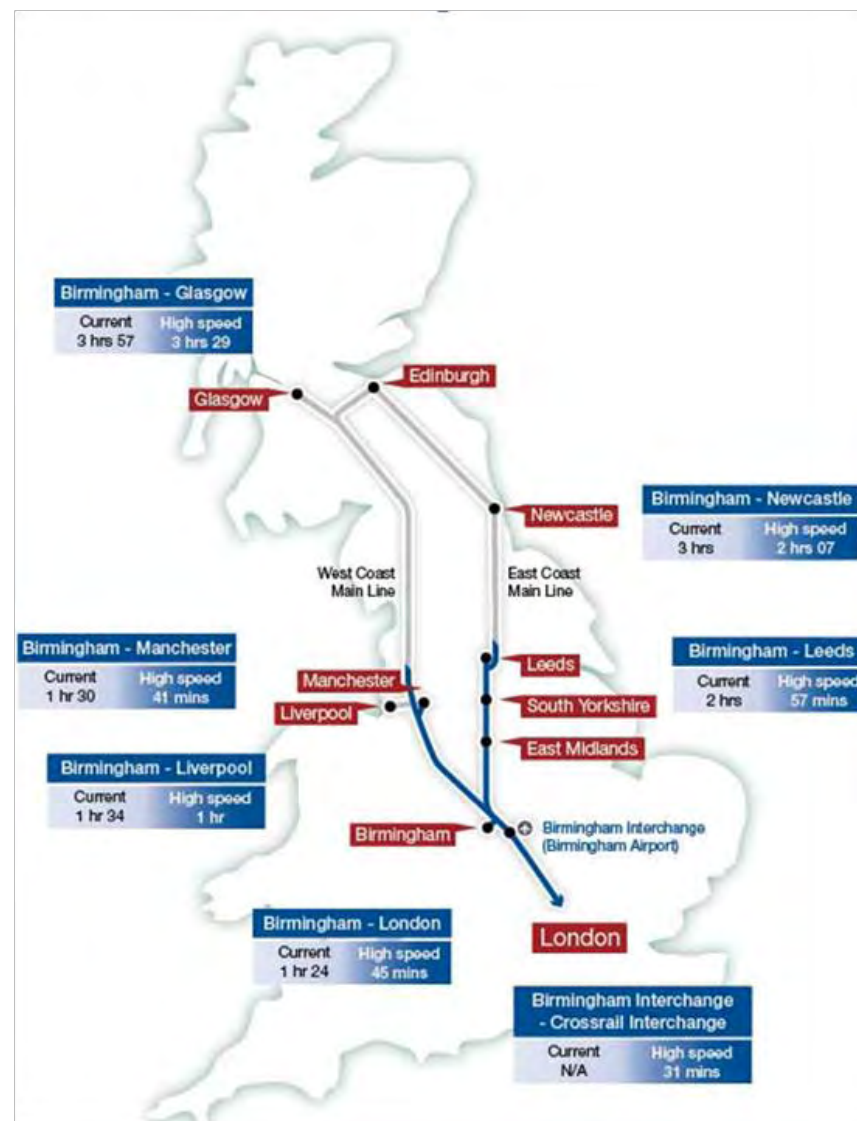 Birmingham - Glasgow
Current High speed
3 hrs 57 3 hrs 29
Edinburgh
Glasgow
Birmingham - Newcastle
Current High speed
3 hrs 2 hrs 07
Newcastle
West Coast
Main Line
East Coast
Main Line
Birmingham - Manchester
Current High speed
1 hr 30 41 mins
Birmingham - Leeds
Current High speed
2 hrs 57 mins
Leeds
Manchester
Liverpool
South Yorkshire
East Midlands
Birmingham - Liverpool
Current High speed
1 hr 34 1 hr
Birmingham
Birmingham Interchange
(Birmingham Airport)
Birmingham - London
Current High speed
1 hr 24 45 mins
London
Birmingham Interchange
- Crossrail Interchange
Current High speed
N/A 31 mins